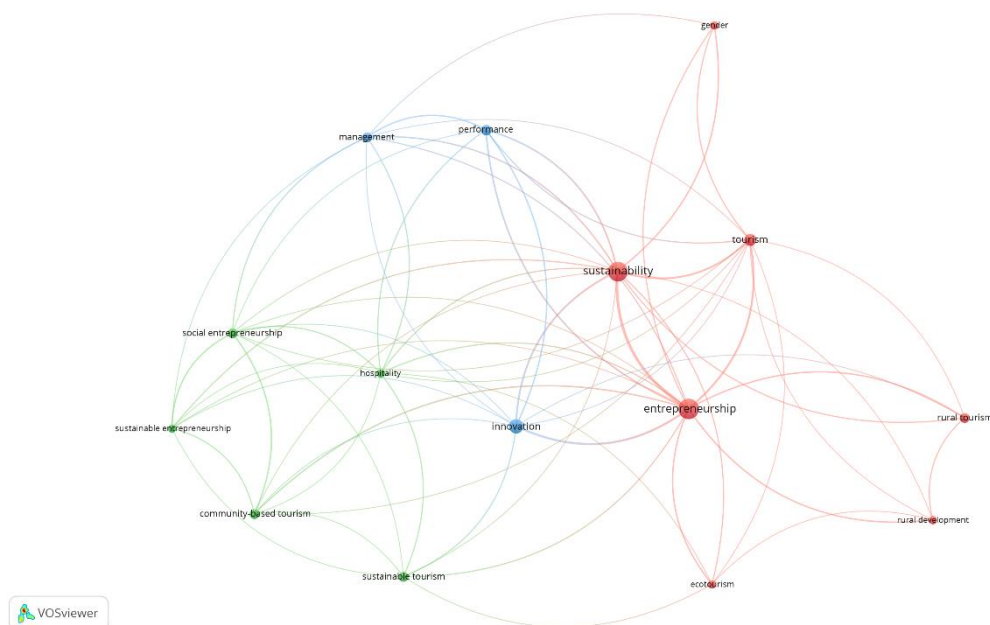 gender
performance
management
tourism
sustainability
social entrepreneurship
hospitality
entrepreneurship
rural tourism
innovation
sustainable entrepreneurship
community-based tourism
rural development
sustainable tourism
ecotourism
VOSviewer